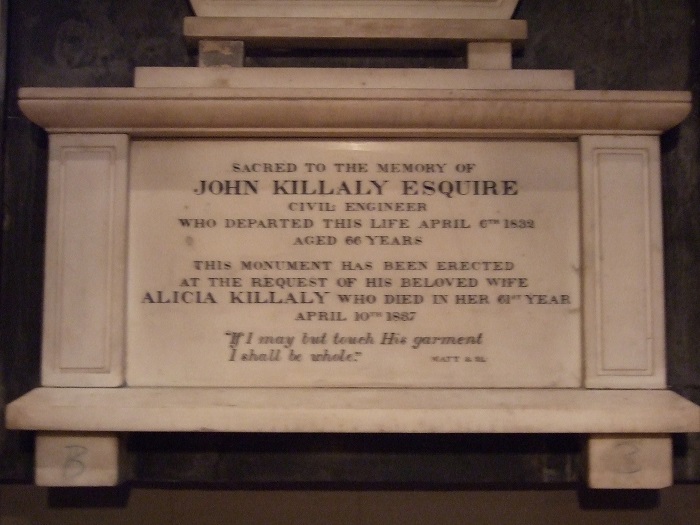 SACRED TO THE MEMORY OF
JOHN KILLALY ESQUIRE
CIVIL ENGINEER
WHO DEPARTED THIS LIFE APRIL 6TH 1832
AGED 66 YEARS
THIS MONUMENT HAS BEEN ERECTED
AT THE REQUEST OF HIS BELOVED WIFE
ALICIA KILLALY WHO DIED IN HER 61ST YEAR
APRIL 10TH 1837
"If I may but touch His garment
I shall be whole."
MATT
B